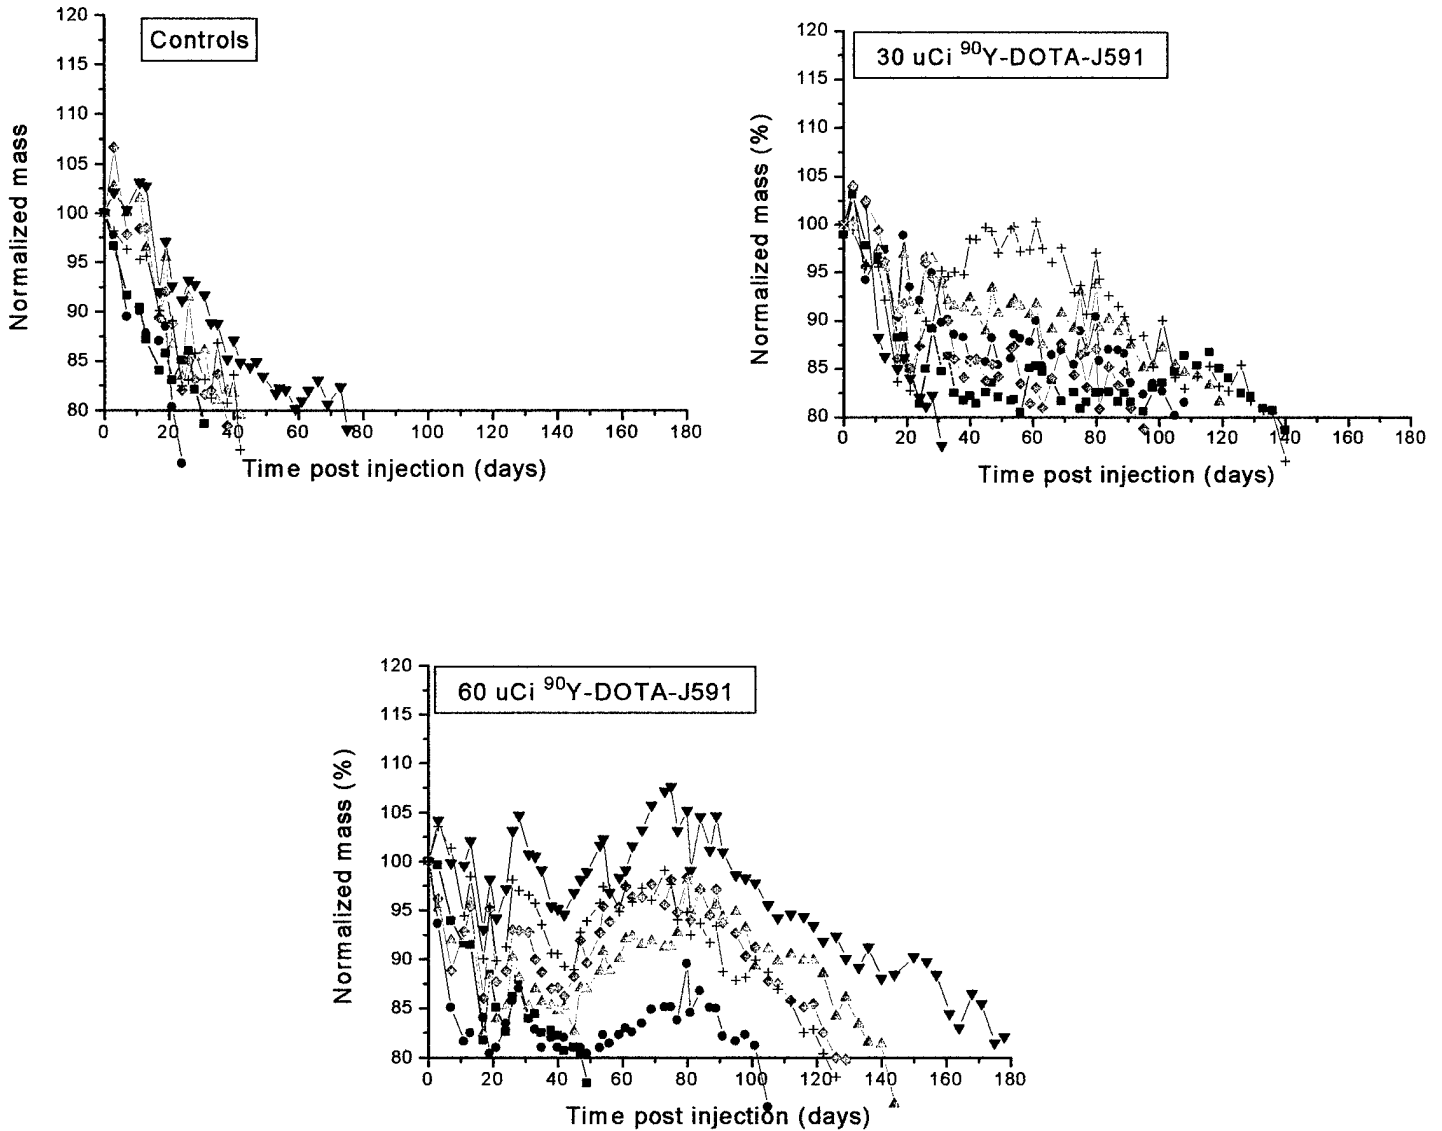 Controls
Normalized mass
120
115
110
105
100
95
90
85
80
0 20 40 60 80 100 120 140 160 180
Time post injection (days)
30 uCi ⁹⁰Y-DOTA-J591
Normalized mass (%)
120
115
110
105
100
95
90
85
80
0 20 40 60 80 100 120 140 160 180
Time post injection (days)
60 uCi ⁹⁰Y-DOTA-J591
Normalized mass (%)
120
115
110
105
100
95
90
85
80
0 20 40 60 80 100 120 140 160 180
Time post injection (days)